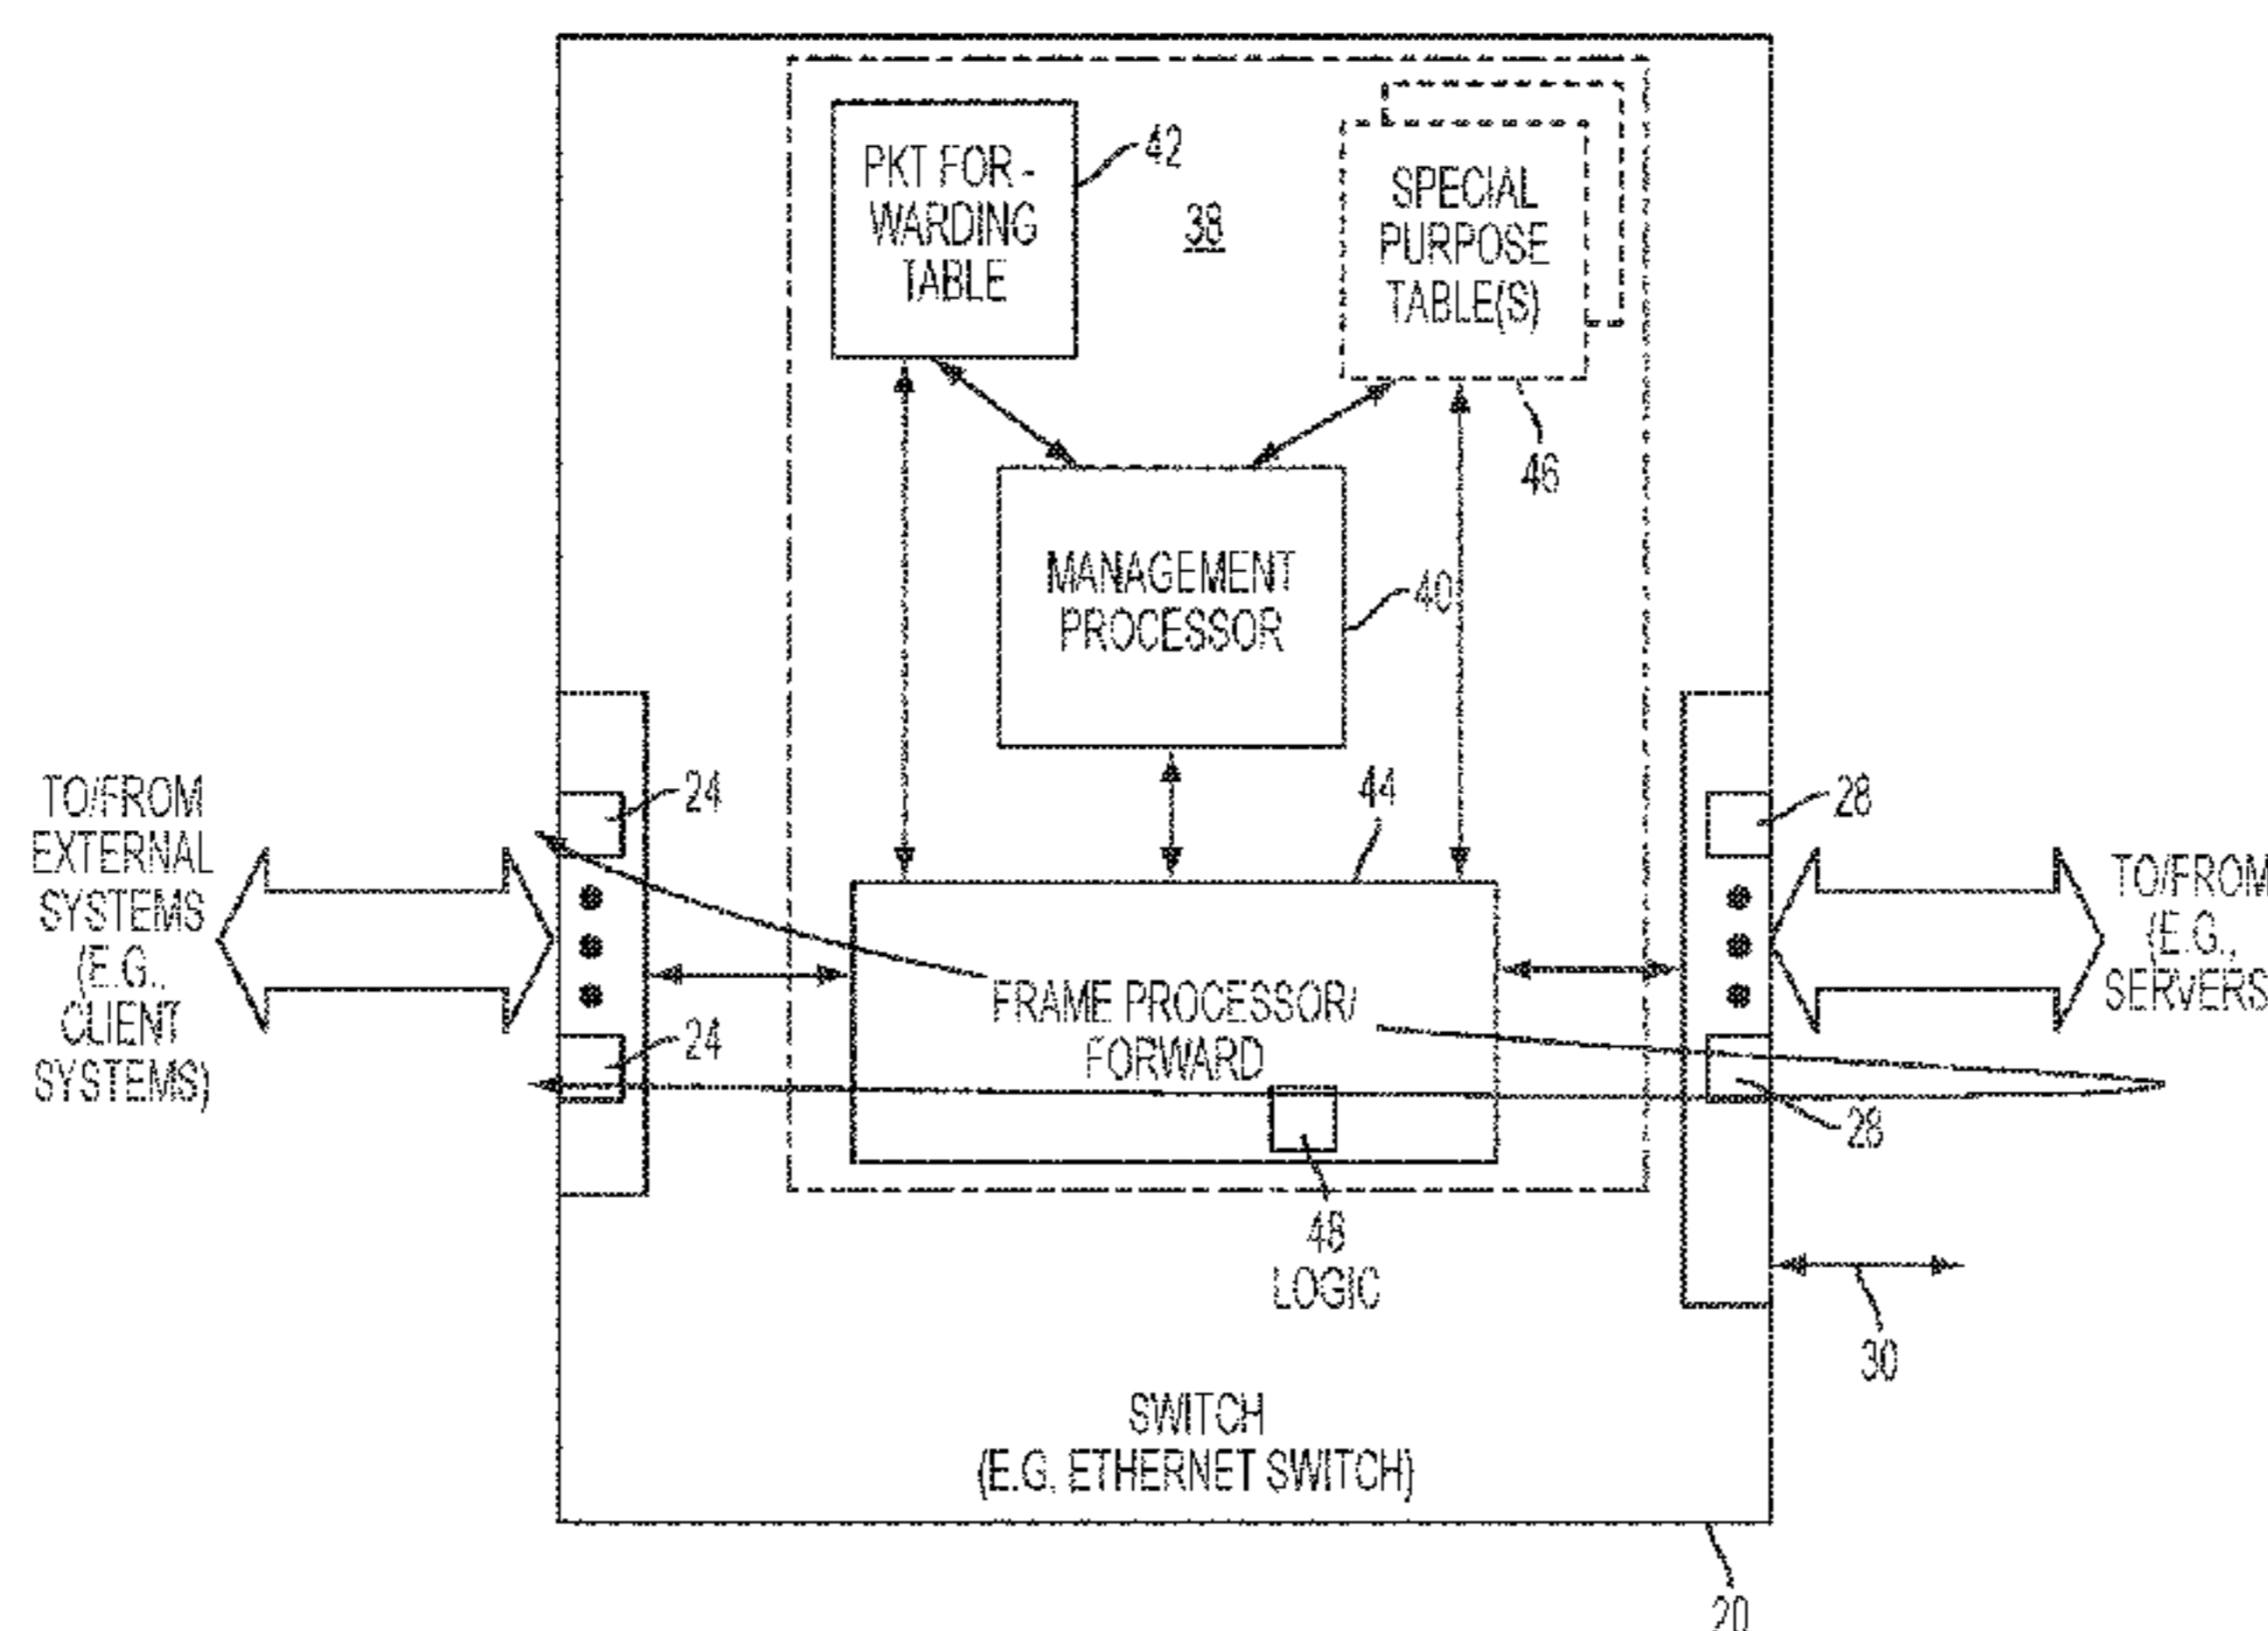 PKT FOR-
WARDING
TABLE
42
38
SPECIAL
PURPOSE
TABLE(S)
46
MANAGEMENT
PROCESSOR
40
TO/FROM
EXTERNAL
SYSTEMS
(E.G.,
CLIENT
SYSTEMS)
24
24
44
FRAME PROCESSOR/
FORWARD
48
LOGIC
28
28
TO/FROM
(E.G.,
SERVERS
30
SWITCH
(E.G. ETHERNET SWITCH)
20